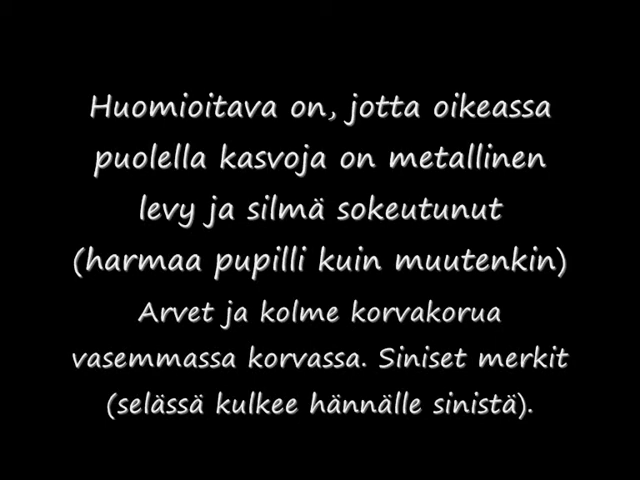 Huomioitava on, jotta oikeassa
puolella kasvoja on metallinen
levy ja silmä sokeutunut
(harmaa pupilli kuin muutenkin)
Arvet ja kolme korvakorua
vasemmassa korvassa. Siniset merkit
(selässä kulkee hännälle sinistä).